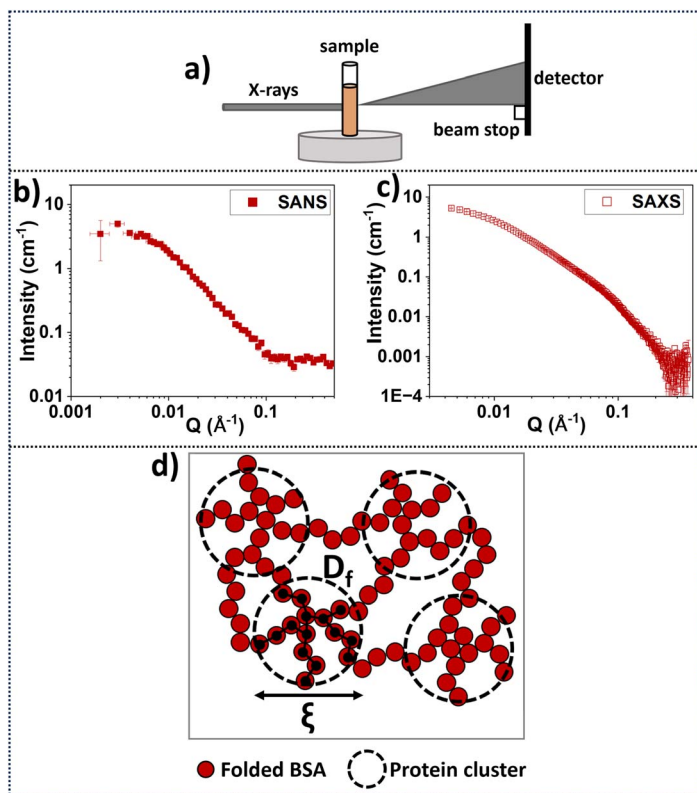 a)
sample
X-rays
detector
beam stop
b)
SANS
Intensity (cm⁻¹)
10
1
0.1
0.01
0.001
0.01
0.1
Q (Å⁻¹)
c)
SAXS
Intensity (cm⁻¹)
10
1
0.1
0.01
0.001
1E−4
0.01
0.1
Q (Å⁻¹)
d)
D_f
ξ
Folded BSA
Protein cluster